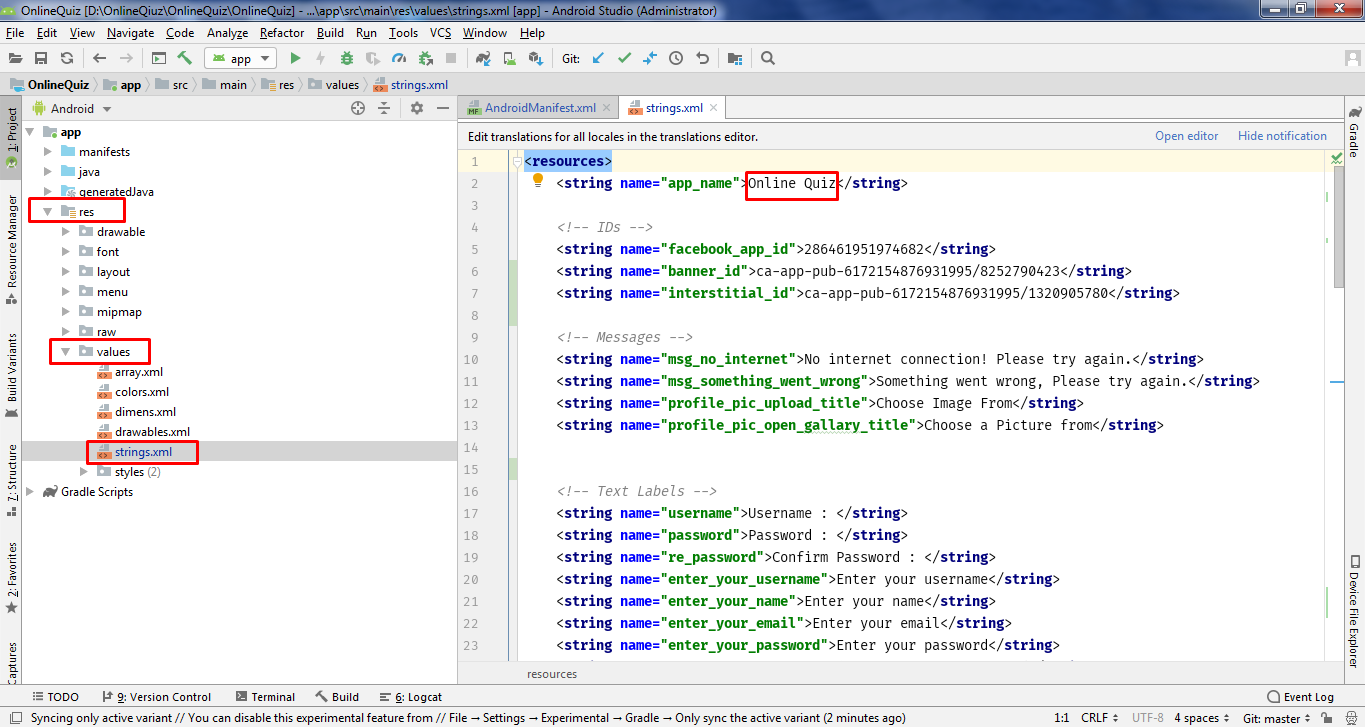 OnlineQuiz [D:\OnlineQiuz\OnlineQuiz\OnlineQuiz] - ...\app\src\main\res\values\strings.xml [app] - Android Studio (Administrator)
File Edit View Navigate Code Analyze Refactor Build Run Tools VCS Window Help
app Git:
OnlineQuiz app src main res values strings.xml
Android
AndroidManifest.xml strings.xml
Edit translations for all locales in the translations editor. Open editor Hide notification
1: Project
Resource Manager
Build Variants
7: Structure
2: Favorites
Captures
app
manifests
java
generatedJava
res
drawable
font
layout
menu
mipmap
raw
values
array.xml
colors.xml
dimens.xml
drawables.xml
strings.xml
styles (2)
Gradle Scripts
1 <resources>
2 <string name="app_name">Online Quiz</string>
3
4 <!-- IDs -->
5 <string name="facebook_app_id">286461951974682</string>
6 <string name="banner_id">ca-app-pub-6172154876931995/8252790423</string>
7 <string name="interstitial_id">ca-app-pub-6172154876931995/1320905780</string>
8
9 <!-- Messages -->
10 <string name="msg_no_internet">No internet connection! Please try again.</string>
11 <string name="msg_something_went_wrong">Something went wrong, Please try again.</string>
12 <string name="profile_pic_upload_title">Choose Image From</string>
13 <string name="profile_pic_open_gallary_title">Choose a Picture from</string>
14
15
16 <!-- Text Labels -->
17 <string name="username">Username : </string>
18 <string name="password">Password : </string>
19 <string name="re_password">Confirm Password : </string>
20 <string name="enter_your_username">Enter your username</string>
21 <string name="enter_your_name">Enter your name</string>
22 <string name="enter_your_email">Enter your email</string>
23 <string name="enter_your_password">Enter your password</string>
resources
Gradle
Device File Explorer
TODO 9: Version Control Terminal Build 6: Logcat Event Log
Syncing only active variant // You can disable this experimental feature from // File → Settings → Experimental → Gradle → Only sync the active variant (2 minutes ago) 1:1 CRLF UTF-8 4 spaces Git: master